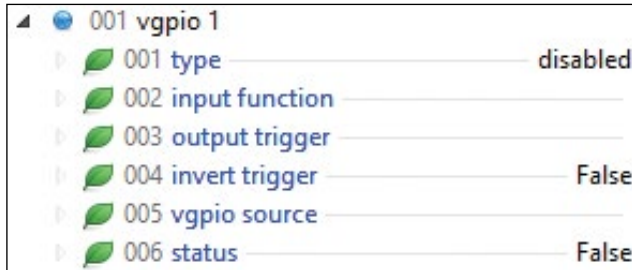 001 vgpio 1
001 type disabled
002 input function
003 output trigger
004 invert trigger False
005 vgpio source
006 status False